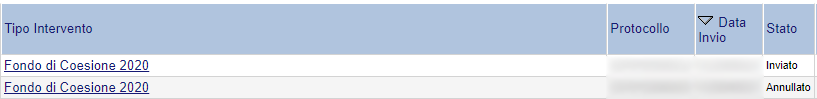 Tipo Intervento Protocollo Data Invio Stato
Fondo di Coesione 2020 Inviato
Fondo di Coesione 2020 Annullato